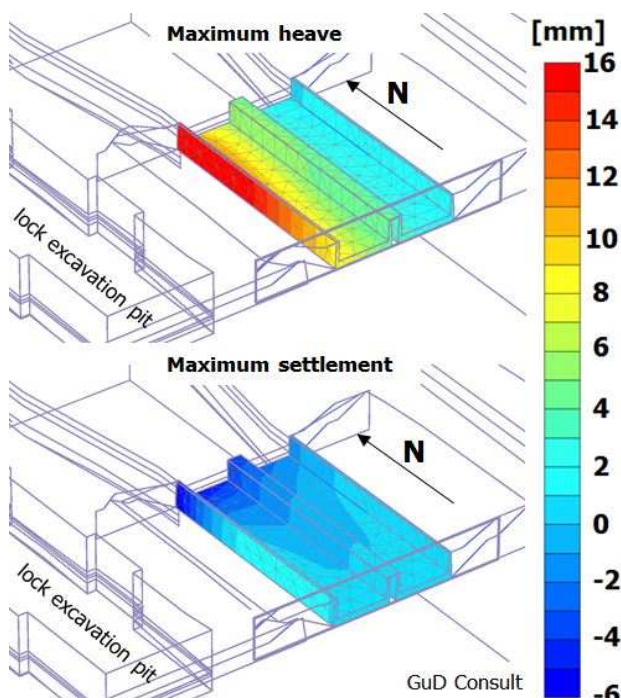 Maximum heave
[mm]
16
14
12
10
8
6
4
2
0
-2
-4
-6
N
lock excavation pit
Maximum settlement
N
lock excavation pit
GuD Consult